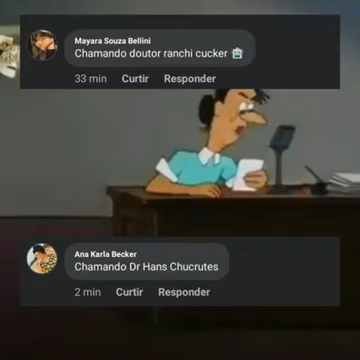 Mayara Souza Bellini
Chamando doutor ranchi cucker 🏥
33 min Curtir Responder
Ana Karla Becker
Chamando Dr Hans Chucrutes
2 min Curtir Responder